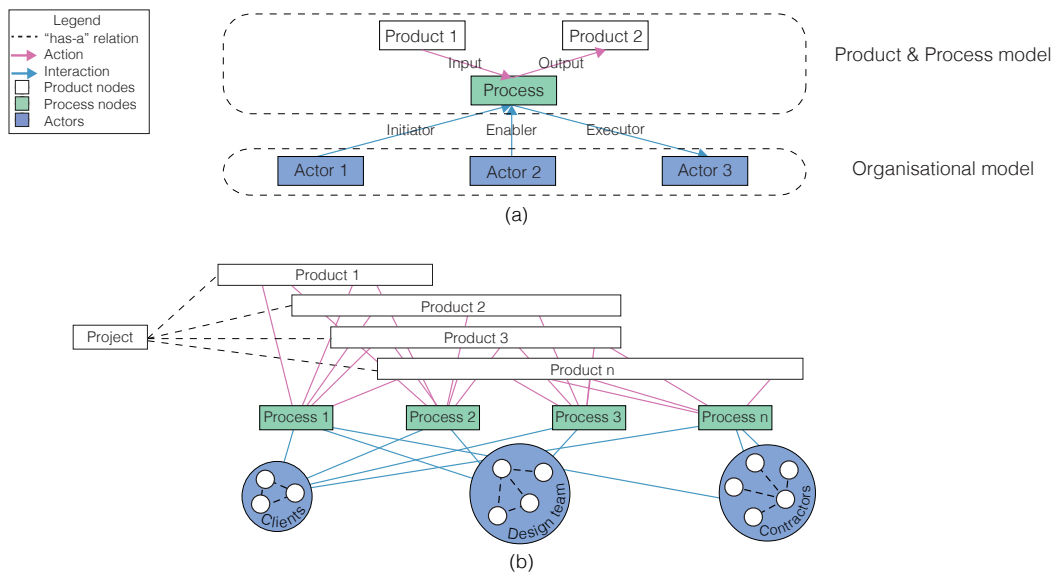 Legend
"has-a" relation
Action
Interaction
Product nodes
Process nodes
Actors
Product 1
Product 2
Input
Output
Process
Product & Process model
Initiator
Enabler
Executor
Actor 1
Actor 2
Actor 3
Organisational model
(a)
Product 1
Product 2
Project
Product 3
Product n
Process 1
Process 2
Process 3
Process n
Clients
Design team
Contractors
(b)